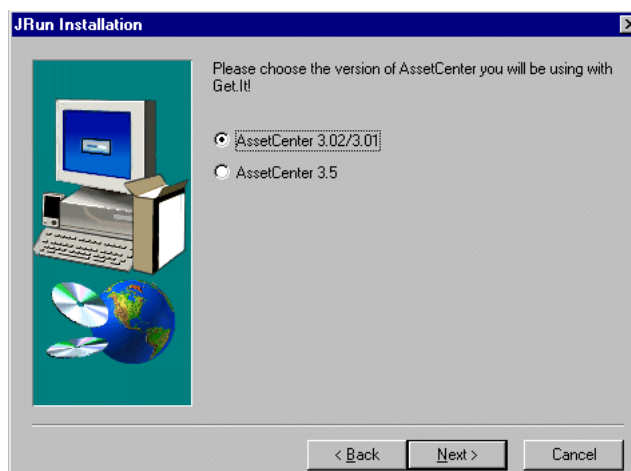 JRun Installation
Please choose the version of AssetCenter you will be using with
Get.It!
AssetCenter 3.02/3.01
AssetCenter 3.5
< Back
Next >
Cancel